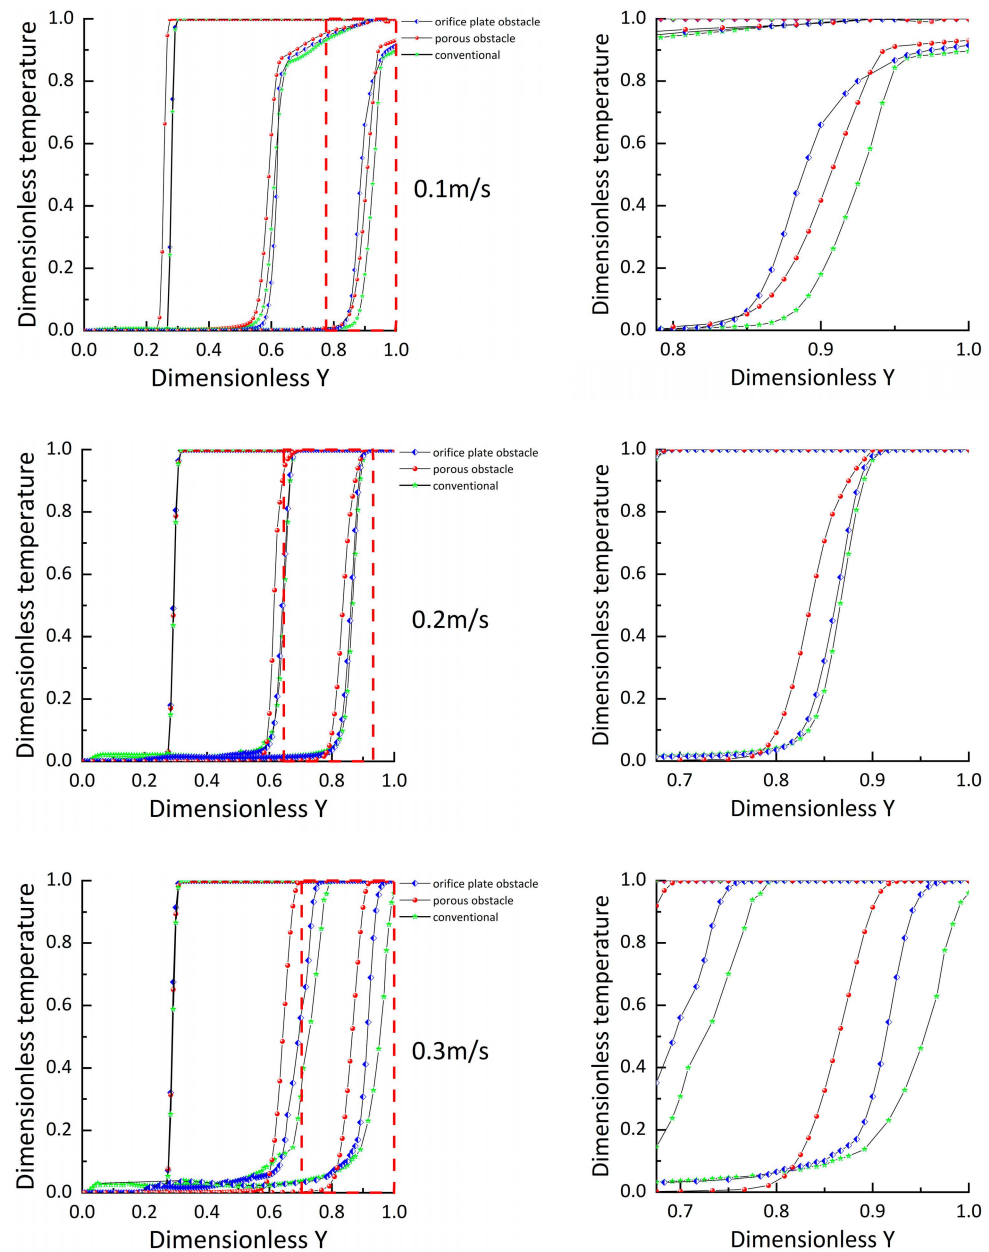 Dimensionless temperature
1.0
0.8
0.6
0.4
0.2
0.0
0.0 0.2 0.4 0.6 0.8 1.0
Dimensionless Y
orifice plate obstacle
porous obstacle
conventional
0.1m/s
Dimensionless temperature
1.0
0.8
0.6
0.4
0.2
0.0
0.8 0.9 1.0
Dimensionless Y
Dimensionless temperature
1.0
0.8
0.6
0.4
0.2
0.0
0.0 0.2 0.4 0.6 0.8 1.0
Dimensionless Y
orifice plate obstacle
porous obstacle
conventional
0.2m/s
Dimensionless temperature
1.0
0.8
0.6
0.4
0.2
0.0
0.7 0.8 0.9 1.0
Dimensionless Y
Dimensionless temperature
1.0
0.8
0.6
0.4
0.2
0.0
0.0 0.2 0.4 0.6 0.8 1.0
Dimensionless Y
orifice plate obstacle
porous obstacle
conventional
0.3m/s
Dimensionless temperature
1.0
0.8
0.6
0.4
0.2
0.0
0.7 0.8 0.9 1.0
Dimensionless Y